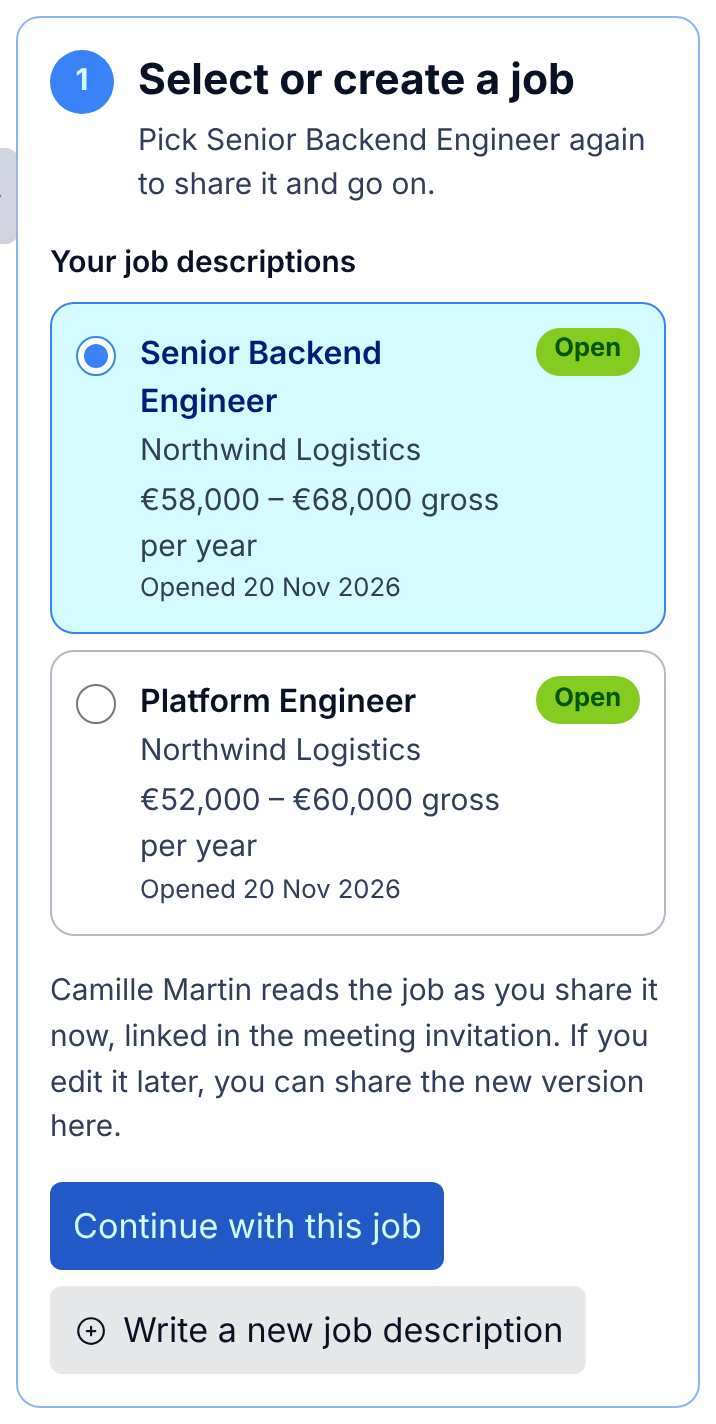 1
Select or create a job
Pick Senior Backend Engineer again
to share it and go on.
Your job descriptions
Senior Backend
Engineer
Open
Northwind Logistics
€58,000 – €68,000 gross
per year
Opened 20 Nov 2026
Platform Engineer
Open
Northwind Logistics
€52,000 – €60,000 gross
per year
Opened 20 Nov 2026
Camille Martin reads the job as you share it
now, linked in the meeting invitation. If you
edit it later, you can share the new version
here.
Continue with this job
Write a new job description